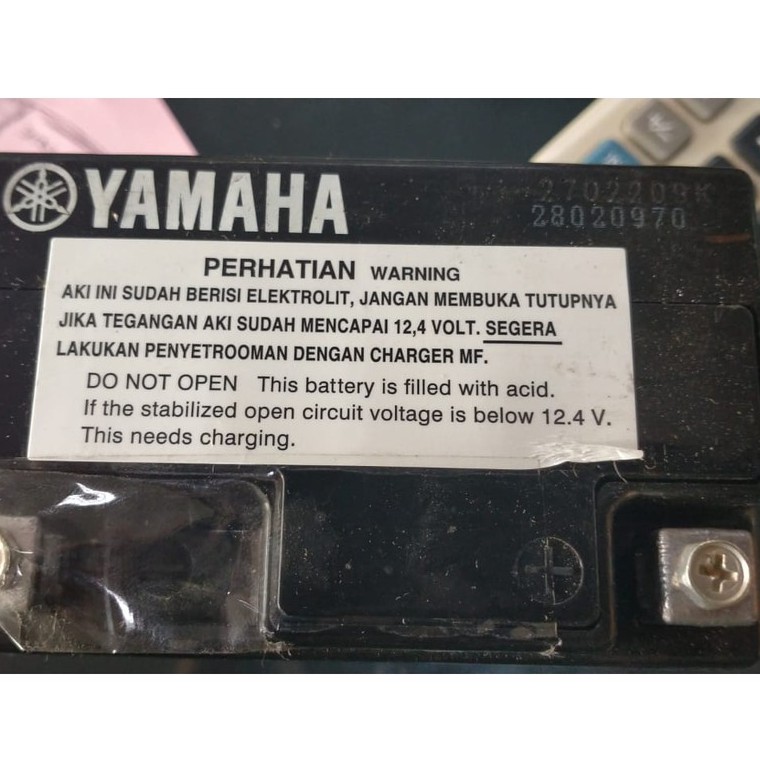 YAMAHA
2702209K
28020970
PERHATIAN WARNING
AKI INI SUDAH BERISI ELEKTROLIT, JANGAN MEMBUKA TUTUPNYA
JIKA TEGANGAN AKI SUDAH MENCAPAI 12,4 VOLT. SEGERA
LAKUKAN PENYETROOMAN DENGAN CHARGER MF.
DO NOT OPEN This battery is filled with acid.
If the stabilized open circuit voltage is below 12.4 V.
This needs charging.
+